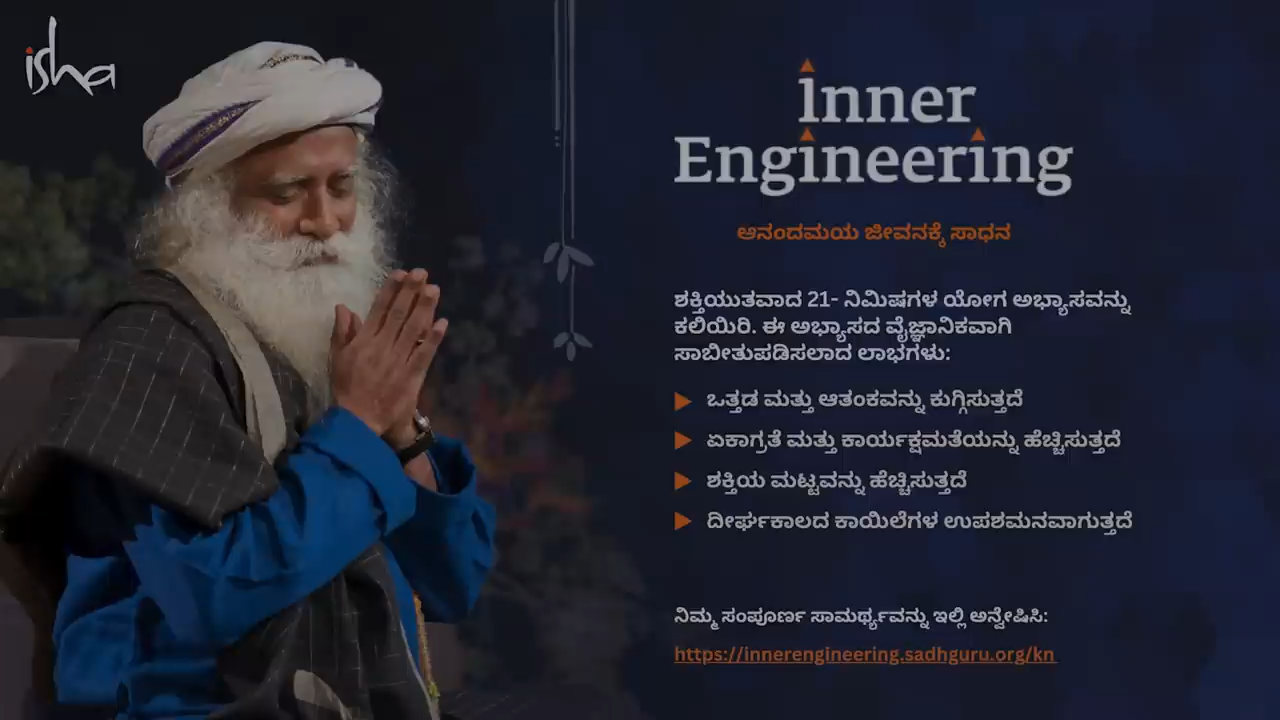 isha
inner
Engineering
ಆನಂದಮಯ ಜೀವನಕ್ಕೆ ಸಾಧನ
ಶಕ್ತಿಯುತವಾದ 21- ನಿಮಿಷಗಳ ಯೋಗ ಅಭ್ಯಾಸವನ್ನು
ಕಲಿಯಿರಿ. ಈ ಅಭ್ಯಾಸದ ವೈಜ್ಞಾನಿಕವಾಗಿ
ಸಾಬೀತುಪಡಿಸಲಾದ ಲಾಭಗಳು:
ಒತ್ತಡ ಮತ್ತು ಆತಂಕವನ್ನು ಕುಗ್ಗಿಸುತ್ತದೆ
ಏಕಾಗ್ರತೆ ಮತ್ತು ಕಾರ್ಯಕ್ಷಮತೆಯನ್ನು ಹೆಚ್ಚಿಸುತ್ತದೆ
ಶಕ್ತಿಯ ಮಟ್ಟವನ್ನು ಹೆಚ್ಚಿಸುತ್ತದೆ
ದೀರ್ಘಕಾಲದ ಕಾಯಿಲೆಗಳ ಉಪಶಮನವಾಗುತ್ತದೆ
ನಿಮ್ಮ ಸಂಪೂರ್ಣ ಸಾಮರ್ಥ್ಯವನ್ನು ಇಲ್ಲಿ ಅನ್ವೇಷಿಸಿ:
https://innerengineering.sadhguru.org/kn